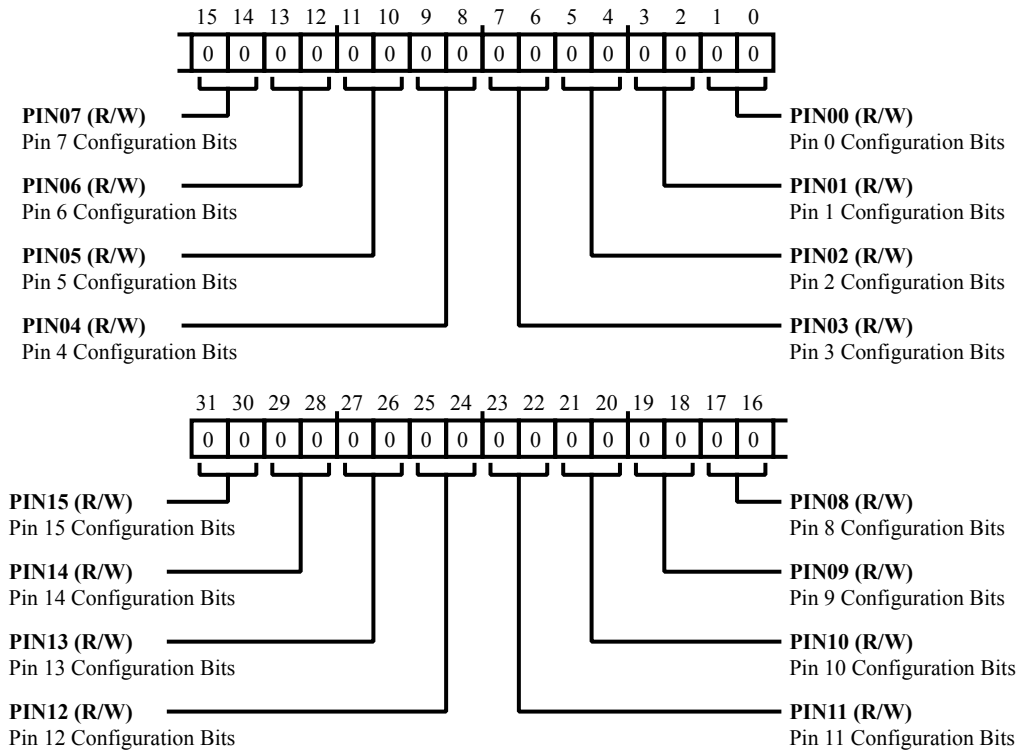 15 14 13 12 11 10 9 8 7 6 5 4 3 2 1 0
0 0 0 0 0 0 0 0 0 0 0 0 0 0 0 0
PIN07 (R/W)
Pin 7 Configuration Bits
PIN00 (R/W)
Pin 0 Configuration Bits
PIN06 (R/W)
Pin 6 Configuration Bits
PIN01 (R/W)
Pin 1 Configuration Bits
PIN05 (R/W)
Pin 5 Configuration Bits
PIN02 (R/W)
Pin 2 Configuration Bits
PIN04 (R/W)
Pin 4 Configuration Bits
PIN03 (R/W)
Pin 3 Configuration Bits
31 30 29 28 27 26 25 24 23 22 21 20 19 18 17 16
0 0 0 0 0 0 0 0 0 0 0 0 0 0 0 0
PIN15 (R/W)
Pin 15 Configuration Bits
PIN08 (R/W)
Pin 8 Configuration Bits
PIN14 (R/W)
Pin 14 Configuration Bits
PIN09 (R/W)
Pin 9 Configuration Bits
PIN13 (R/W)
Pin 13 Configuration Bits
PIN10 (R/W)
Pin 10 Configuration Bits
PIN12 (R/W)
Pin 12 Configuration Bits
PIN11 (R/W)
Pin 11 Configuration Bits